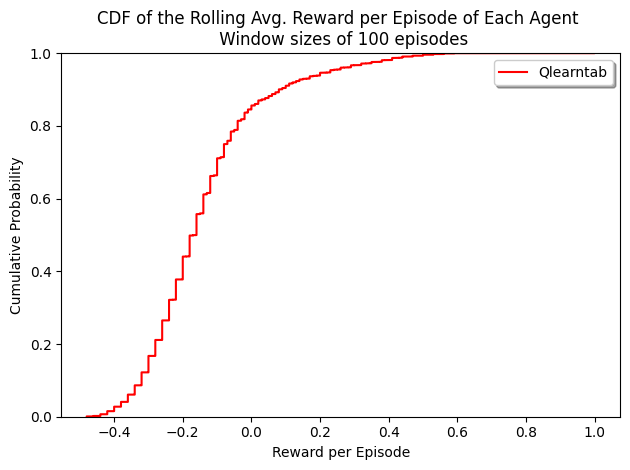 CDF of the Rolling Avg. Reward per Episode of Each Agent
Window sizes of 100 episodes
Qlearntab
1.0
0.8
0.6
0.4
0.2
0.0
Cumulative Probability
−0.4 −0.2 0.0 0.2 0.4 0.6 0.8 1.0
Reward per Episode